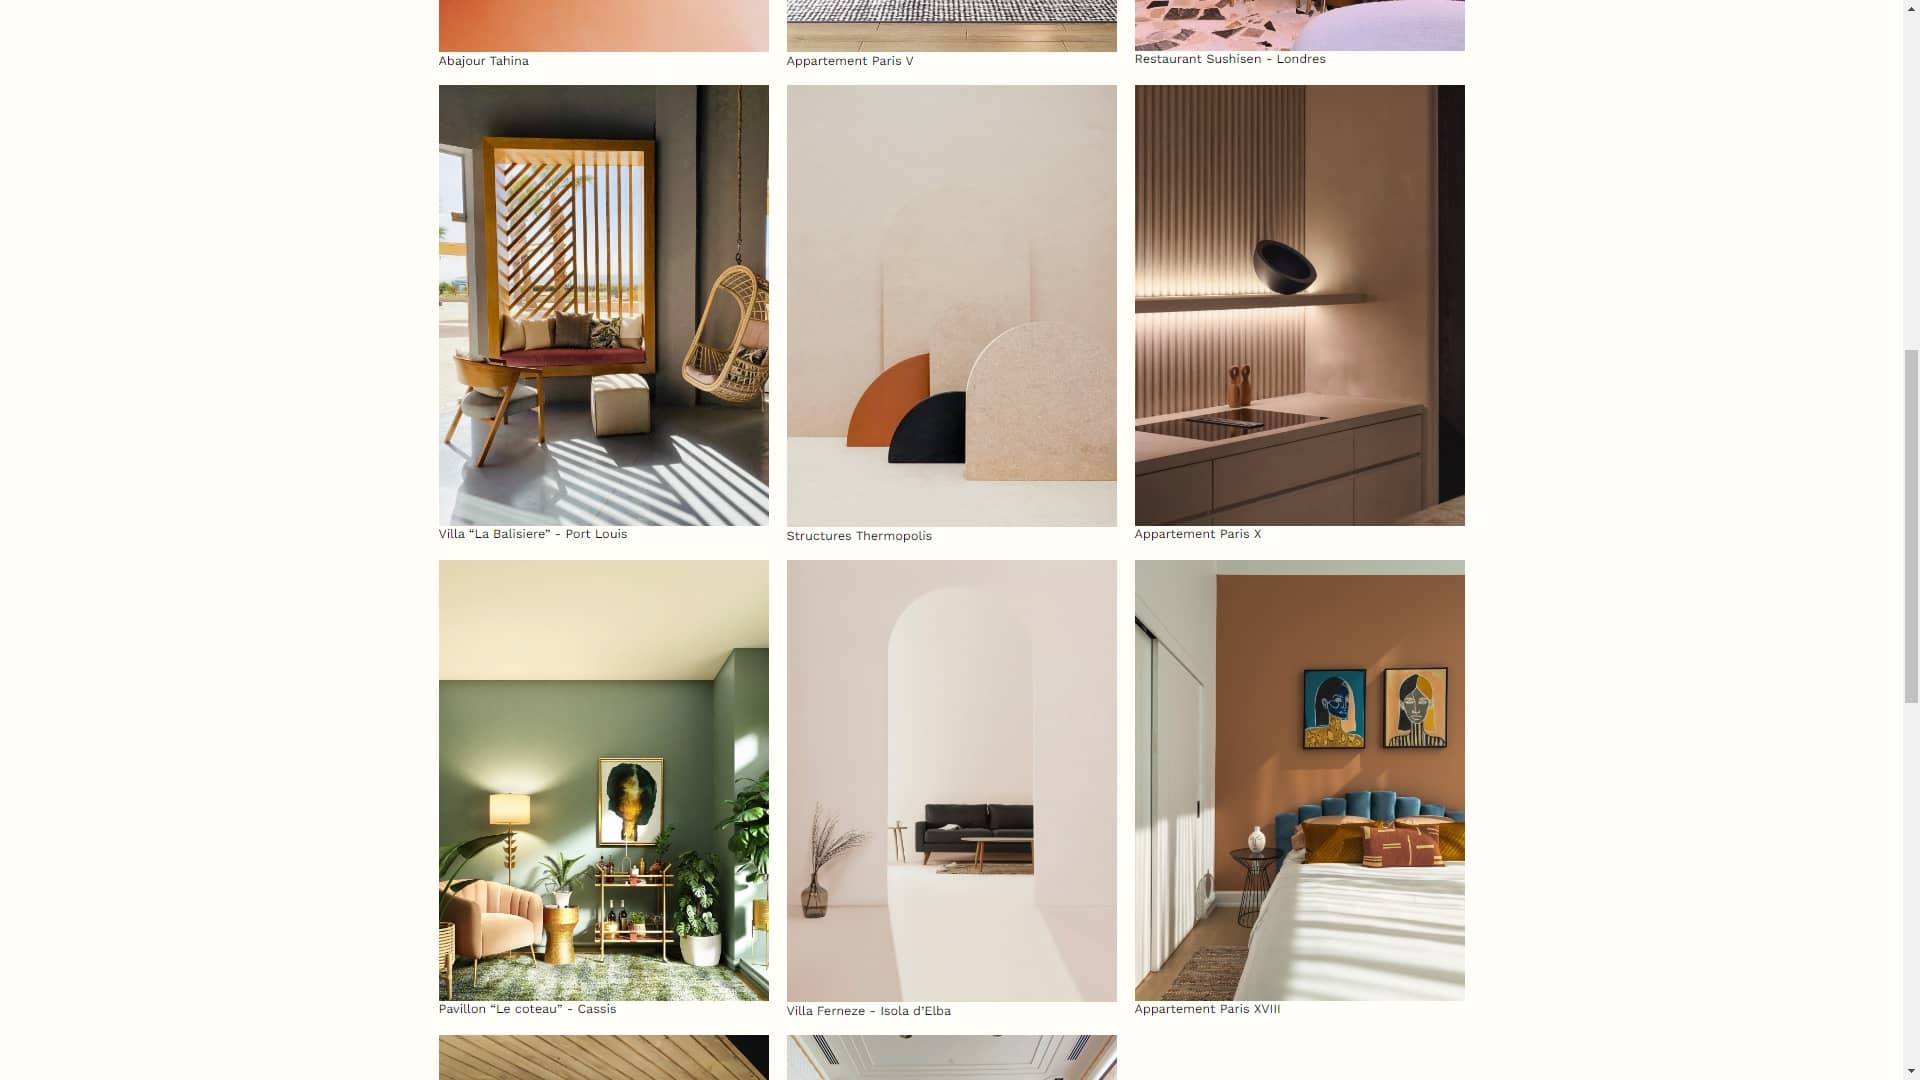 Abajour Tahina
Appartement Paris V
Restaurant Sushisen - Londres
Villa “La Balisiere” - Port Louis
Structures Thermopolis
Appartement Paris X
Pavillon “Le coteau” - Cassis
Villa Ferneze - Isola d’Elba
Appartement Paris XVIII